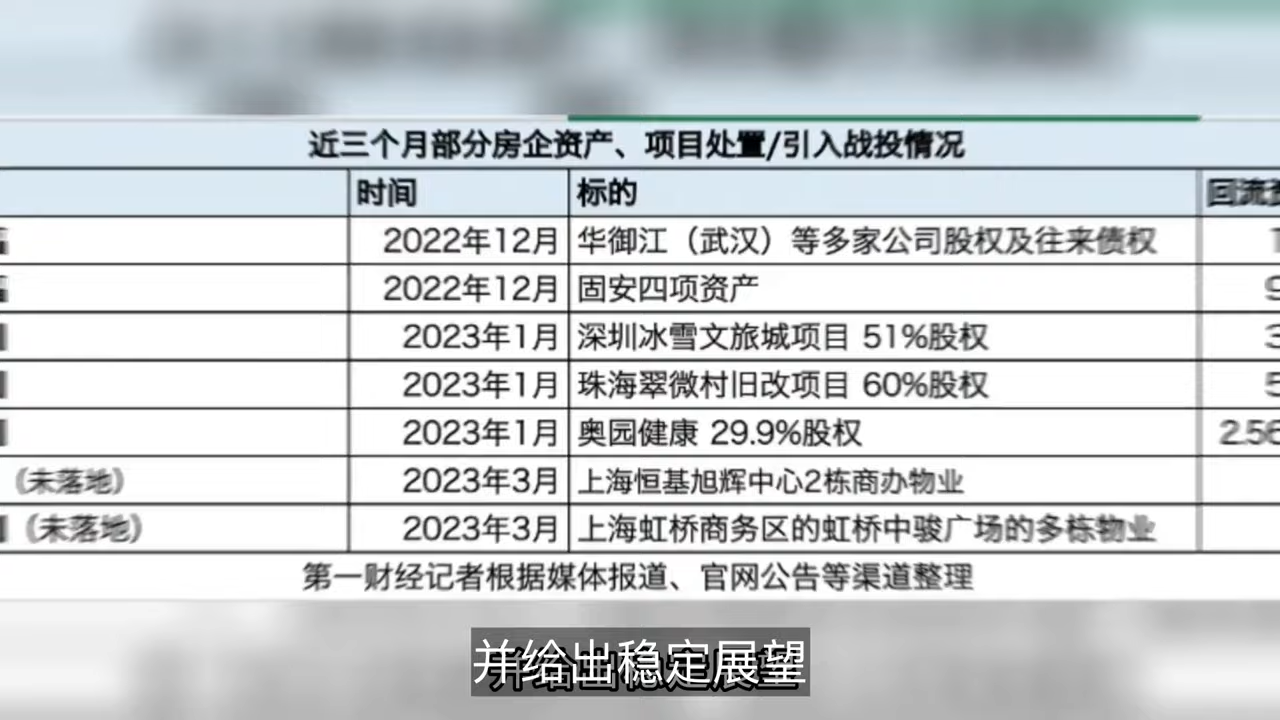 近三个月部分房企资产、项目处置/引入战投情况
时间 标的 回流
2022年12月 华御江（武汉）等多家公司股权及往来债权
2022年12月 固安四项资产
2023年1月 深圳冰雪文旅城项目 51%股权
2023年1月 珠海翠微村旧改项目 60%股权
2023年1月 奥园健康 29.9%股权 2.56
（未落地） 2023年3月 上海恒基旭辉中心2栋商办物业
（未落地） 2023年3月 上海虹桥商务区的虹桥中骏广场的多栋物业
第一财经记者根据媒体报道、官网公告等渠道整理
并给出稳定展望